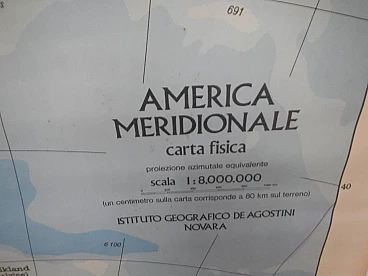 691
AMERICA
MERIDIONALE
carta fisica
proiezione azimutale equivalente
scala 1:8.000.000
(un centimetro sulla carta corrisponde a 80 km sul terreno)
40
ISTITUTO GEOGRAFICO DE AGOSTINI
NOVARA
6100